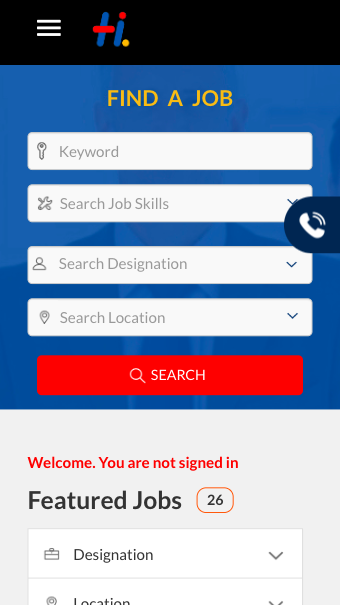 Hi.
FIND A JOB
Keyword
Search Job Skills
Search Designation
Search Location
SEARCH
Welcome. You are not signed in
Featured Jobs 26
Designation
Location